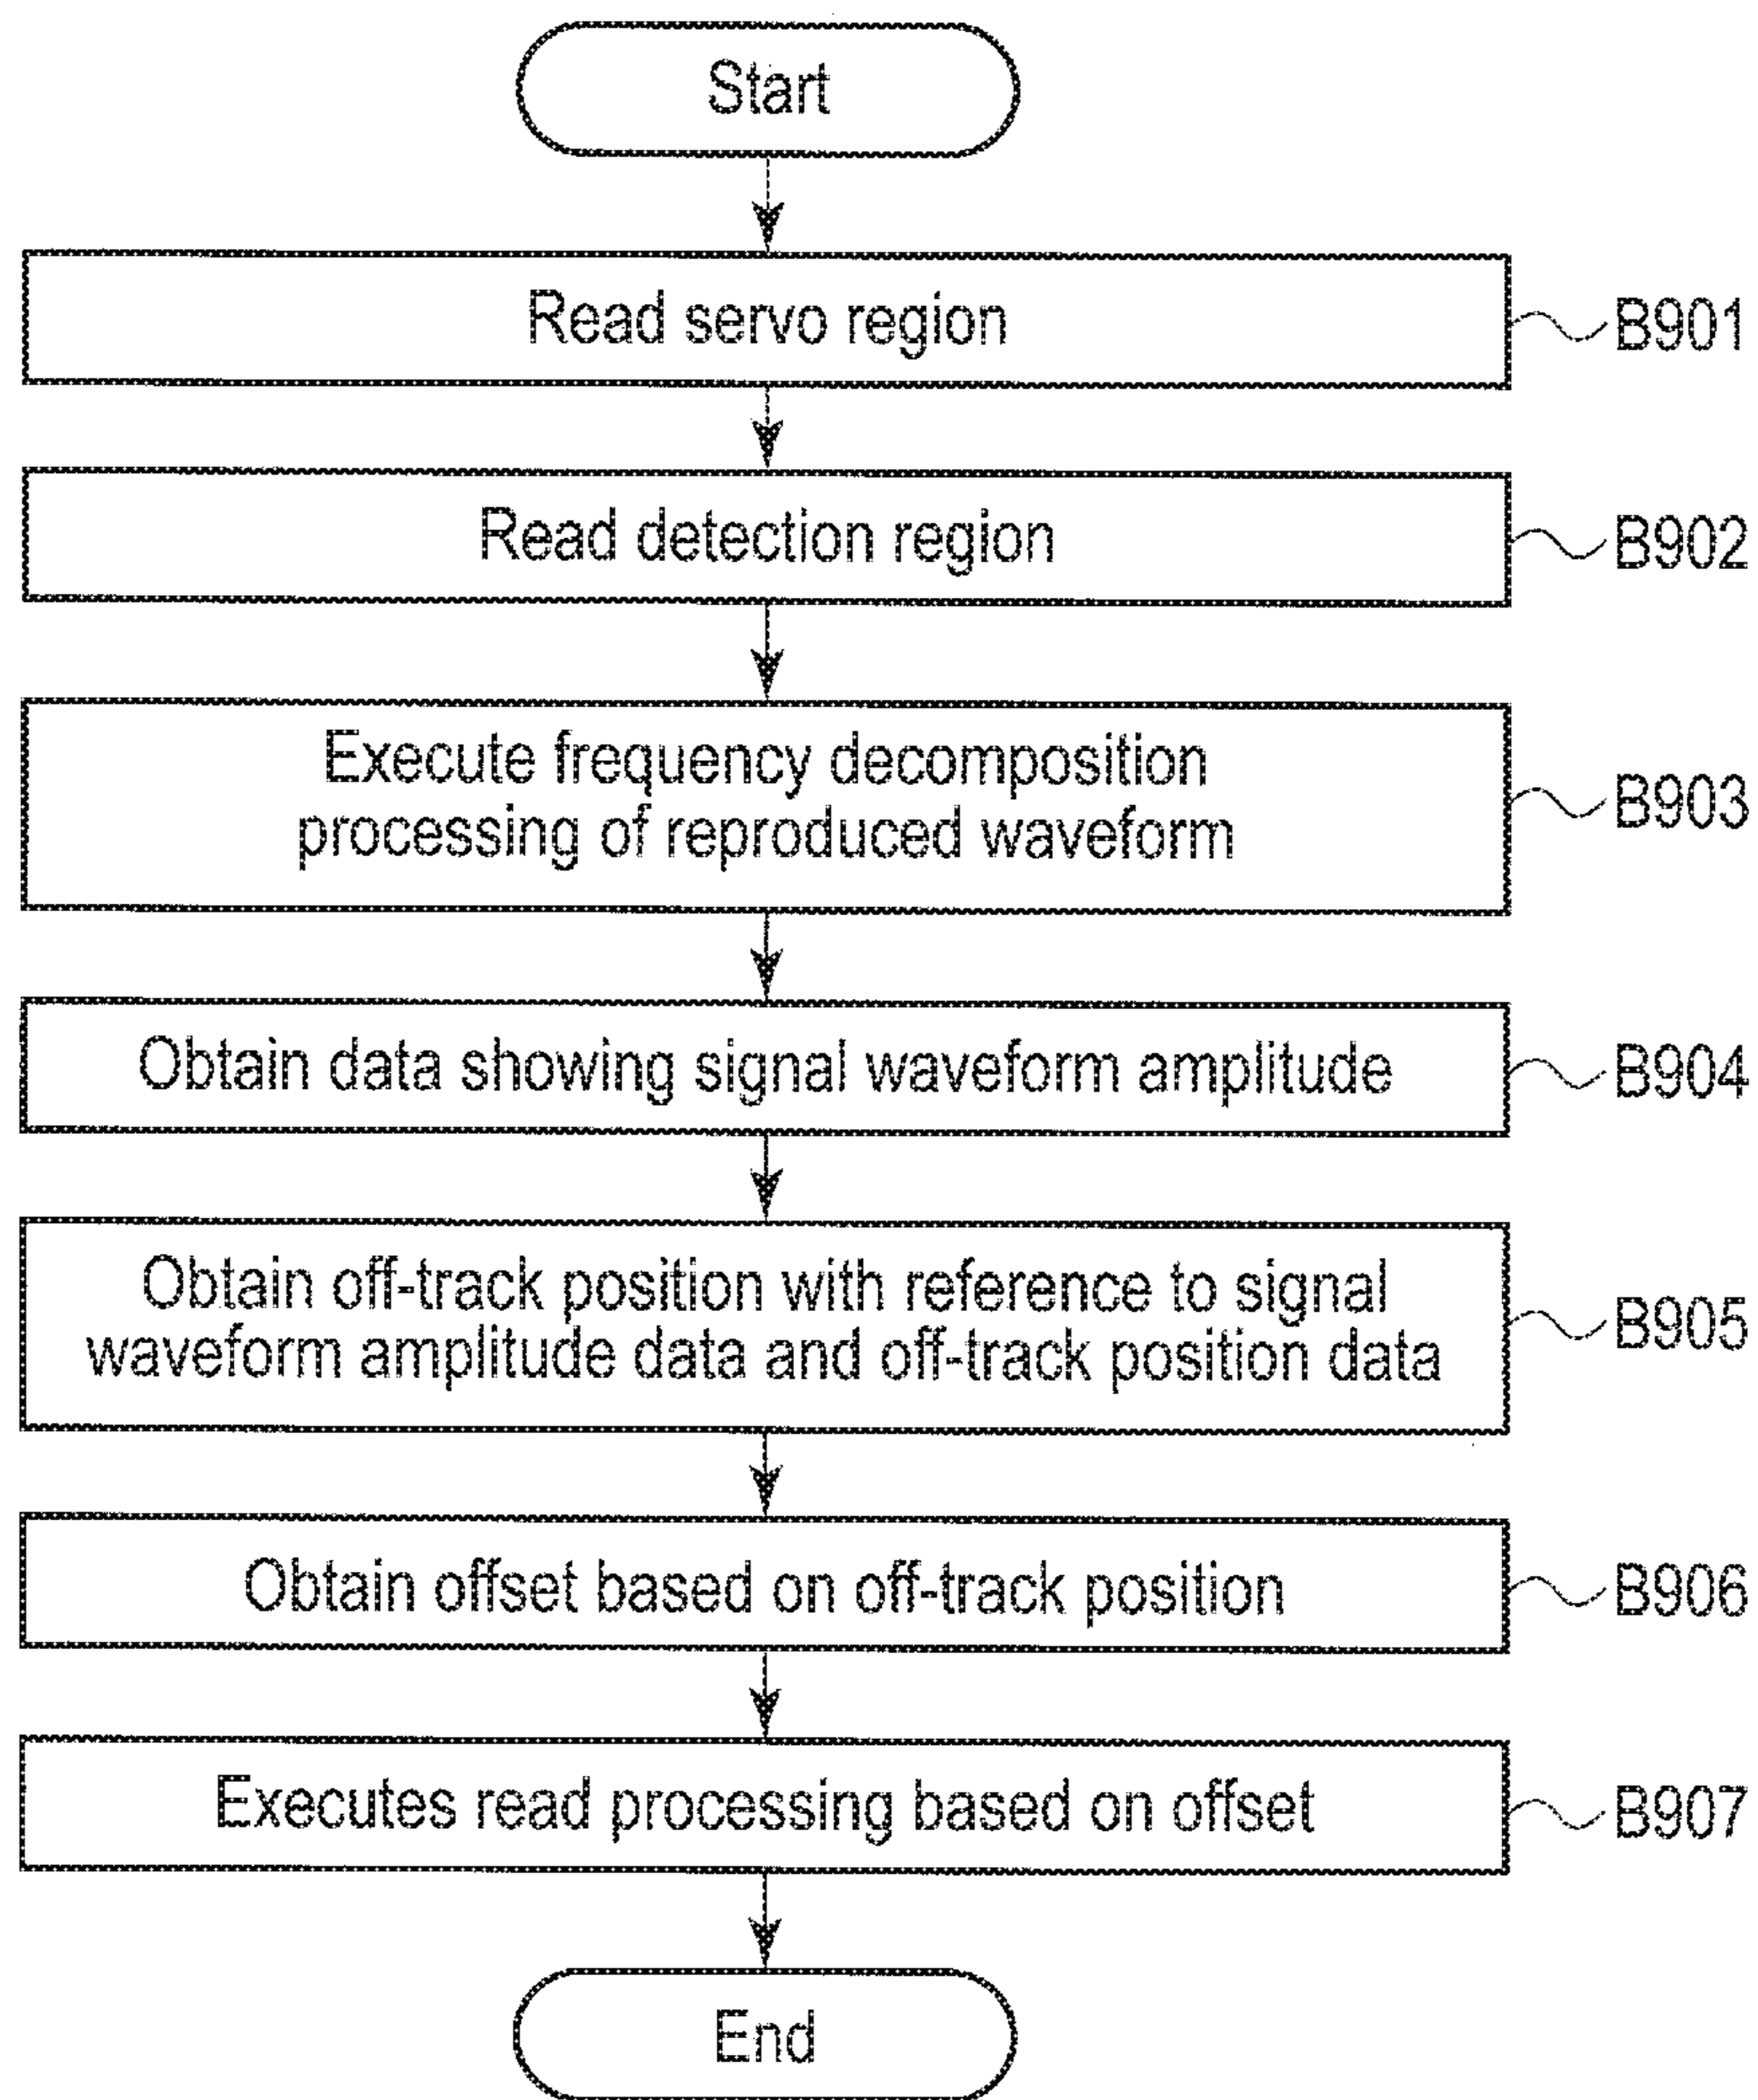 Start
Read servo region
B901
Read detection region
B902
Execute frequency decomposition
processing of reproduced waveform
B903
Obtain data showing signal waveform amplitude
B904
Obtain off-track position with reference to signal
waveform amplitude data and off-track position data
B905
Obtain offset based on off-track position
B906
Executes read processing based on offset
B907
End